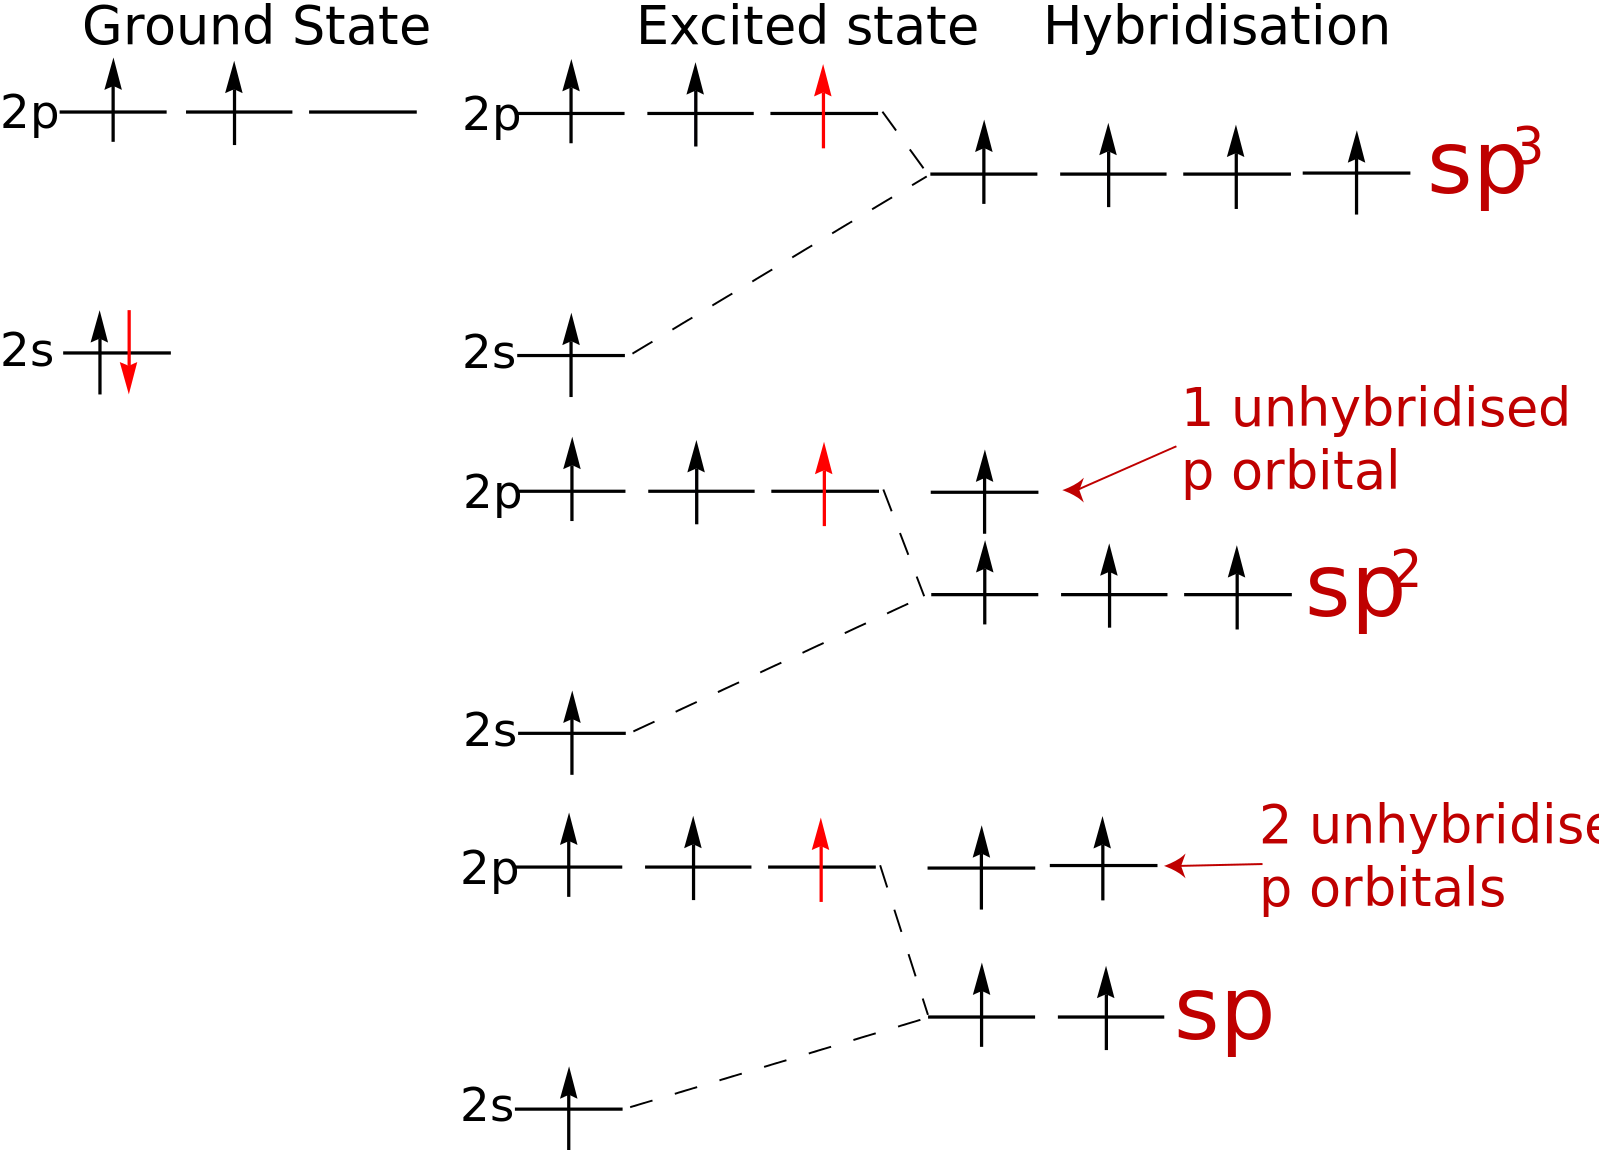 Ground State
Excited state
Hybridisation
2p
2p
sp³
2s
2s
1 unhybridised
p orbital
2p
sp²
2s
2 unhybridise
p orbitals
2p
sp
2s